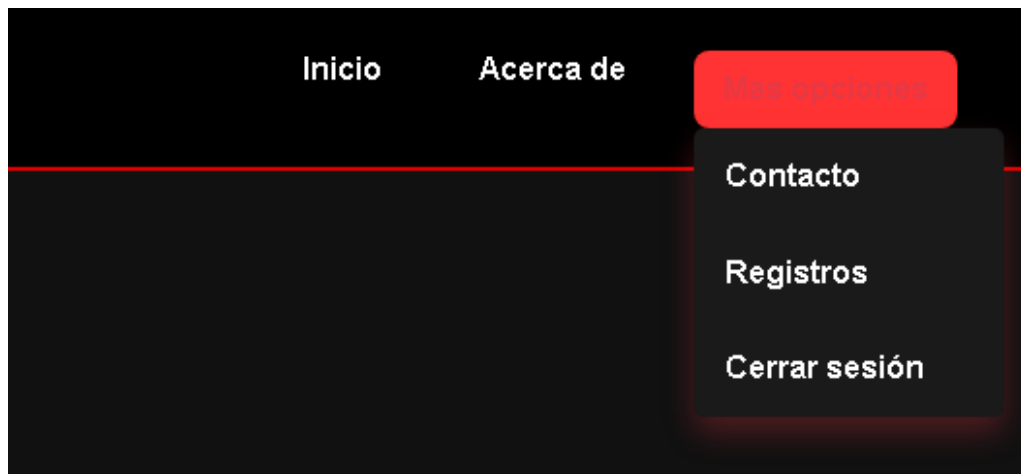 Inicio
Acerca de
Mas opciones
Contacto
Registros
Cerrar sesión